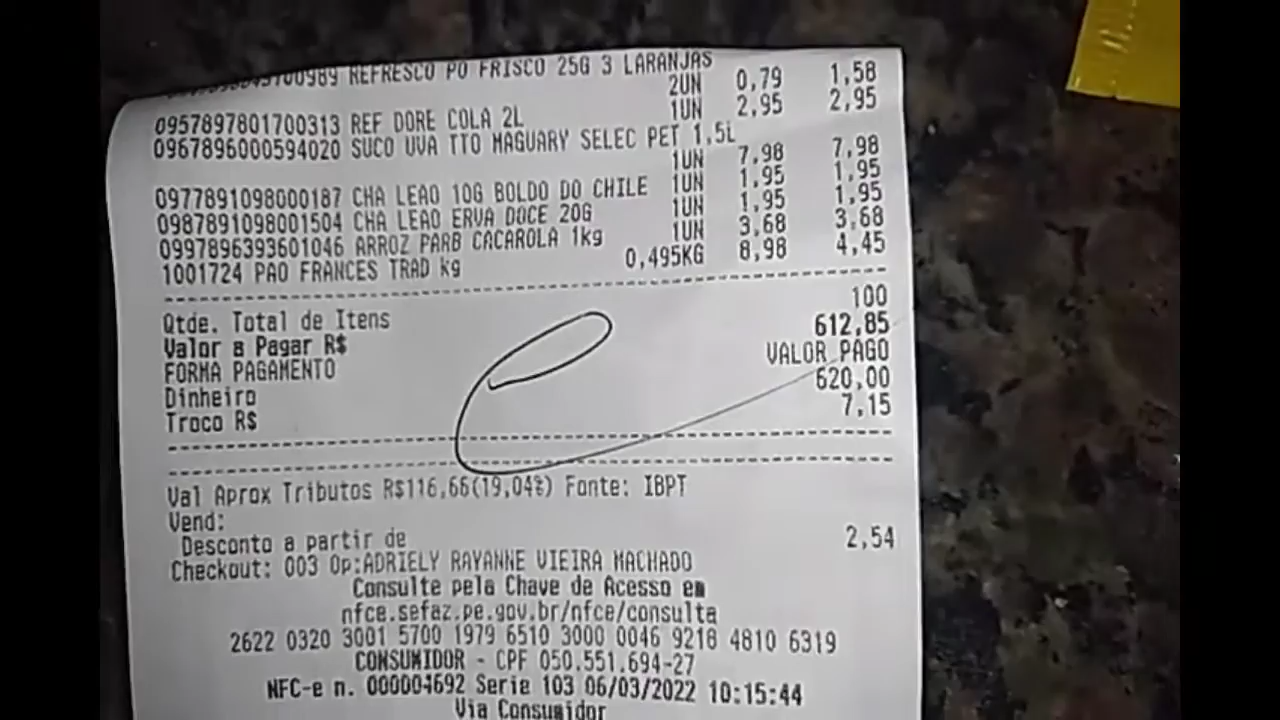 REFRESCO PO FRISCO 25G 3 LARANJAS
2UN 0,79 1,58
0957897801700313 REF DORE COLA 2L 1UN 2,95 2,95
0967896000594020 SUCO UVA TTO MAGUARY SELEC PET 1,5L
1UN 7,98 7,98
0977891098000187 CHA LEAO 10G BOLDO DO CHILE 1UN 1,95 1,95
0987891098001504 CHA LEAO ERVA DOCE 20G 1UN 1,95 1,95
0997896393601046 ARROZ PARB CACAROLA 1kg 1UN 3,68 3,68
1001724 PAO FRANCES TRAD kg 0,495KG 8,98 4,45
Qtde. Total de Itens 100
Valor a Pagar R$ 612,85
FORMA PAGAMENTO VALOR PAGO
Dinheiro 620,00
Troco R$ 7,15
Val Aprox Tributos R$116,66(19,04%) Fonte: IBPT
Vend:
Desconto a partir de 2,54
Checkout: 003 Op:ADRIELY RAYANNE VIEIRA MACHADO
Consulte pela Chave de Acesso em
nfce.sefaz.pe.gov.br/nfce/consulta
2622 0320 3001 5700 1979 6510 3000 0046 9218 4810 6319
CONSUMIDOR - CPF 050.551.694-27
NFC-e n. 000004692 Serie 103 06/03/2022 10:15:44
Via Consumidor